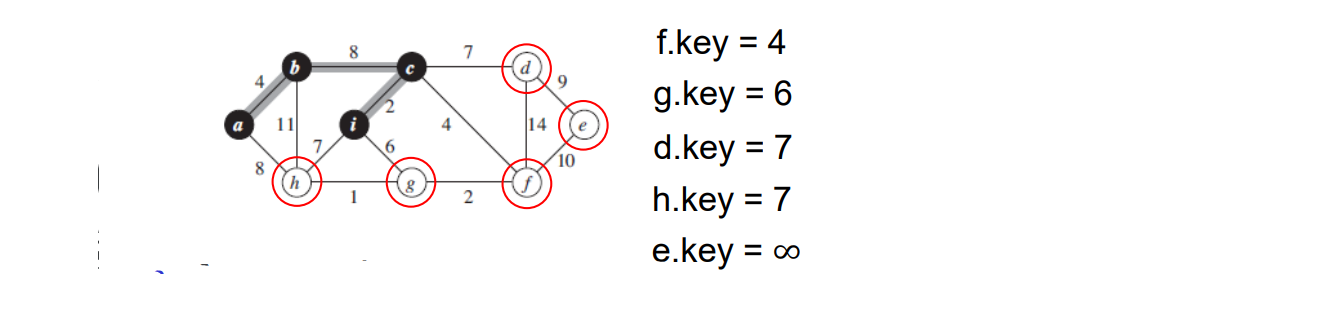 8
7
b
c
d
4
9
2
a
11
i
4
14
e
7
6
8
10
h
g
f
1
2
f.key = 4
g.key = 6
d.key = 7
h.key = 7
e.key = ∞